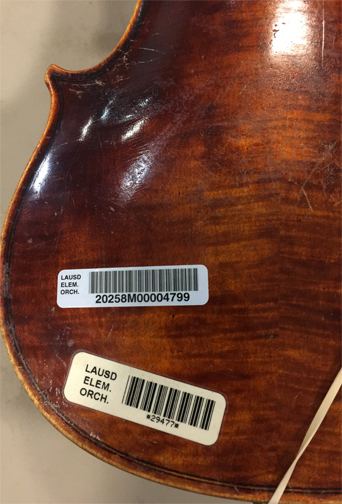 LAUSD
ELEM.
ORCH.
20258M00004799
LAUSD
ELEM.
ORCH.
*29477*